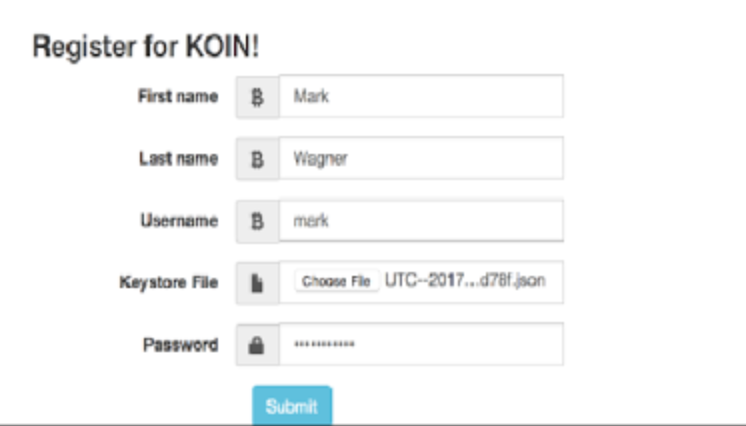 Register for KOIN!
First name Mark
Last name Wagner
Username mark
Keystore File Choose File UTC--2017...d78f.json
Password ···········
Submit